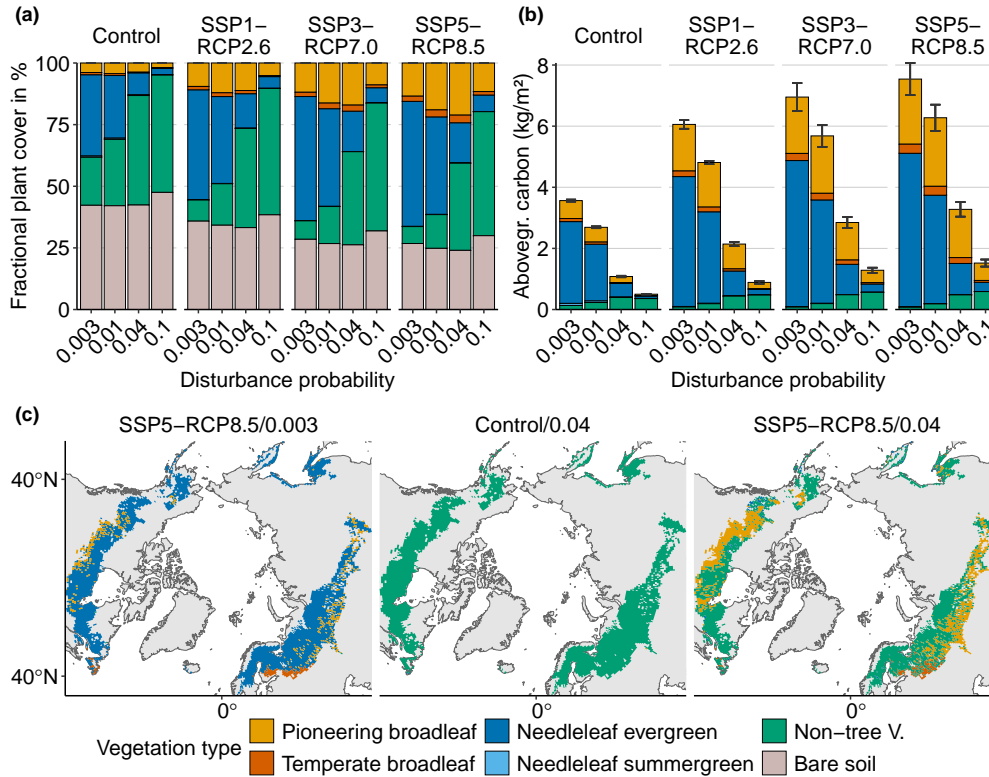 (a)
Control
SSP1−
RCP2.6
SSP3−
RCP7.0
SSP5−
RCP8.5
Fractional plant cover in %
100
75
50
25
0
0.003 0.01 0.04 0.1 0.003 0.01 0.04 0.1 0.003 0.01 0.04 0.1 0.003 0.01 0.04 0.1
Disturbance probability
(b)
Control
SSP1−
RCP2.6
SSP3−
RCP7.0
SSP5−
RCP8.5
Abovegr. carbon (kg/m²)
8
6
4
2
0
0.003 0.01 0.04 0.1 0.003 0.01 0.04 0.1 0.003 0.01 0.04 0.1 0.003 0.01 0.04 0.1
Disturbance probability
(c)
SSP5−RCP8.5/0.003 Control/0.04 SSP5−RCP8.5/0.04
40°N 40°N
40°N 40°N
0° 0° 0°
Vegetation type
Pioneering broadleaf Needleleaf evergreen Non−tree V.
Temperate broadleaf Needleleaf summergreen Bare soil